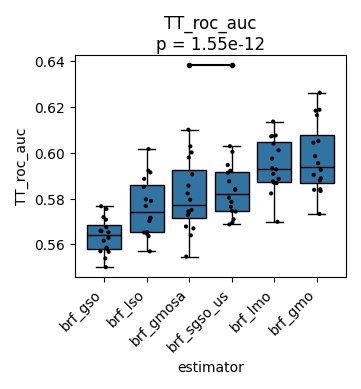 TT_roc_auc
p = 1.55e-12
TT_roc_auc
0.64
0.62
0.60
0.58
0.56
brf_gso
brf_lso
brf_gmosa
brf_sgso_us
brf_lmo
brf_gmo
estimator